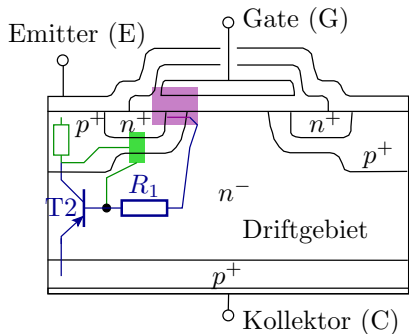 Gate (G)
Emitter (E)
p⁺ n⁺ n⁺
p⁺
T2 R₁ n⁻
Driftgebiet
p⁺
Kollektor (C)